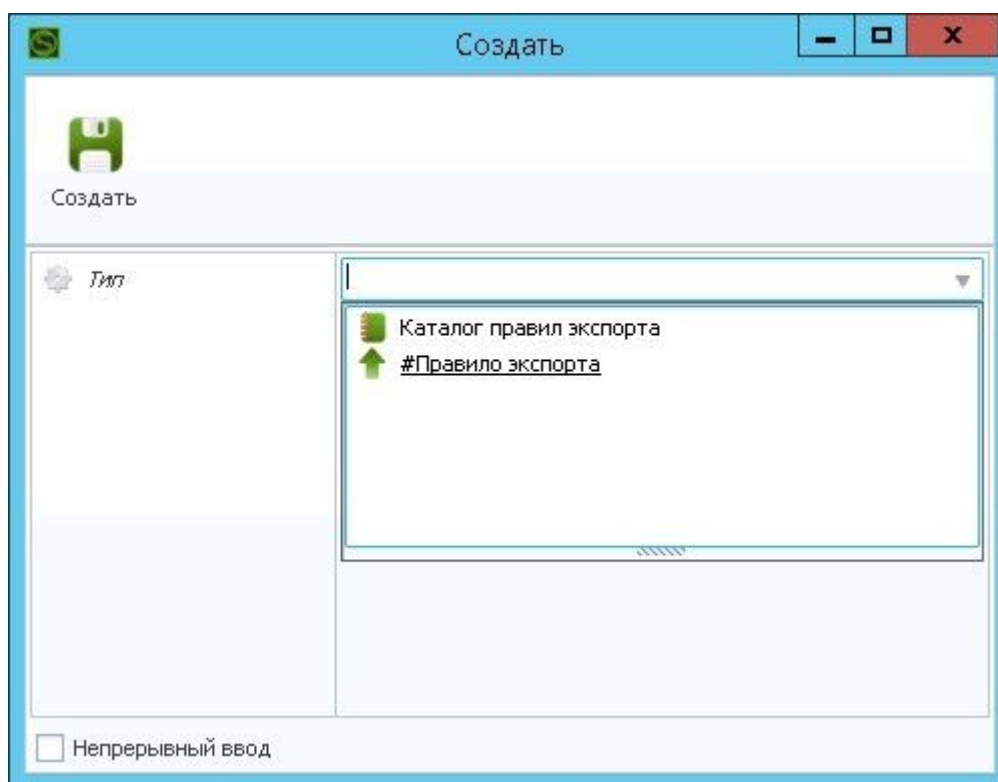 Создать
Создать
Тип
Каталог правил экспорта
#Правило экспорта
Непрерывный ввод